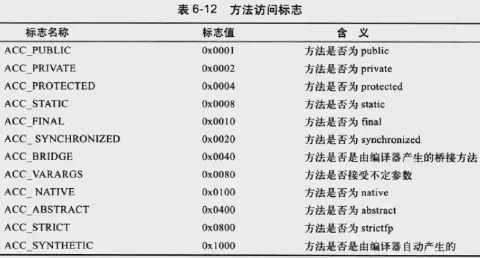 表 6-12 方法访问标志
标志名称 标志值 含 义
ACC_PUBLIC 0x0001 方法是否为 public
ACC_PRIVATE 0x0002 方法是否为 private
ACC_PROTECTED 0x0004 方法是否为 protected
ACC_STATIC 0x0008 方法是否为 static
ACC_FINAL 0x0010 方法是否为 final
ACC_ SYNCHRONIZED 0x0020 方法是否为 synchronized
ACC_BRIDGE 0x0040 方法是否是由编译器产生的桥接方法
ACC_VARARGS 0x0080 方法是否接受不定参数
ACC_ NATIVE 0x0100 方法是否为 native
ACC_ABSTRACT 0x0400 方法是否为 abstract
ACC_STRICT 0x0800 方法是否为 strictfp
ACC_SYNTHETIC 0x1000 方法是否是由编译器自动产生的